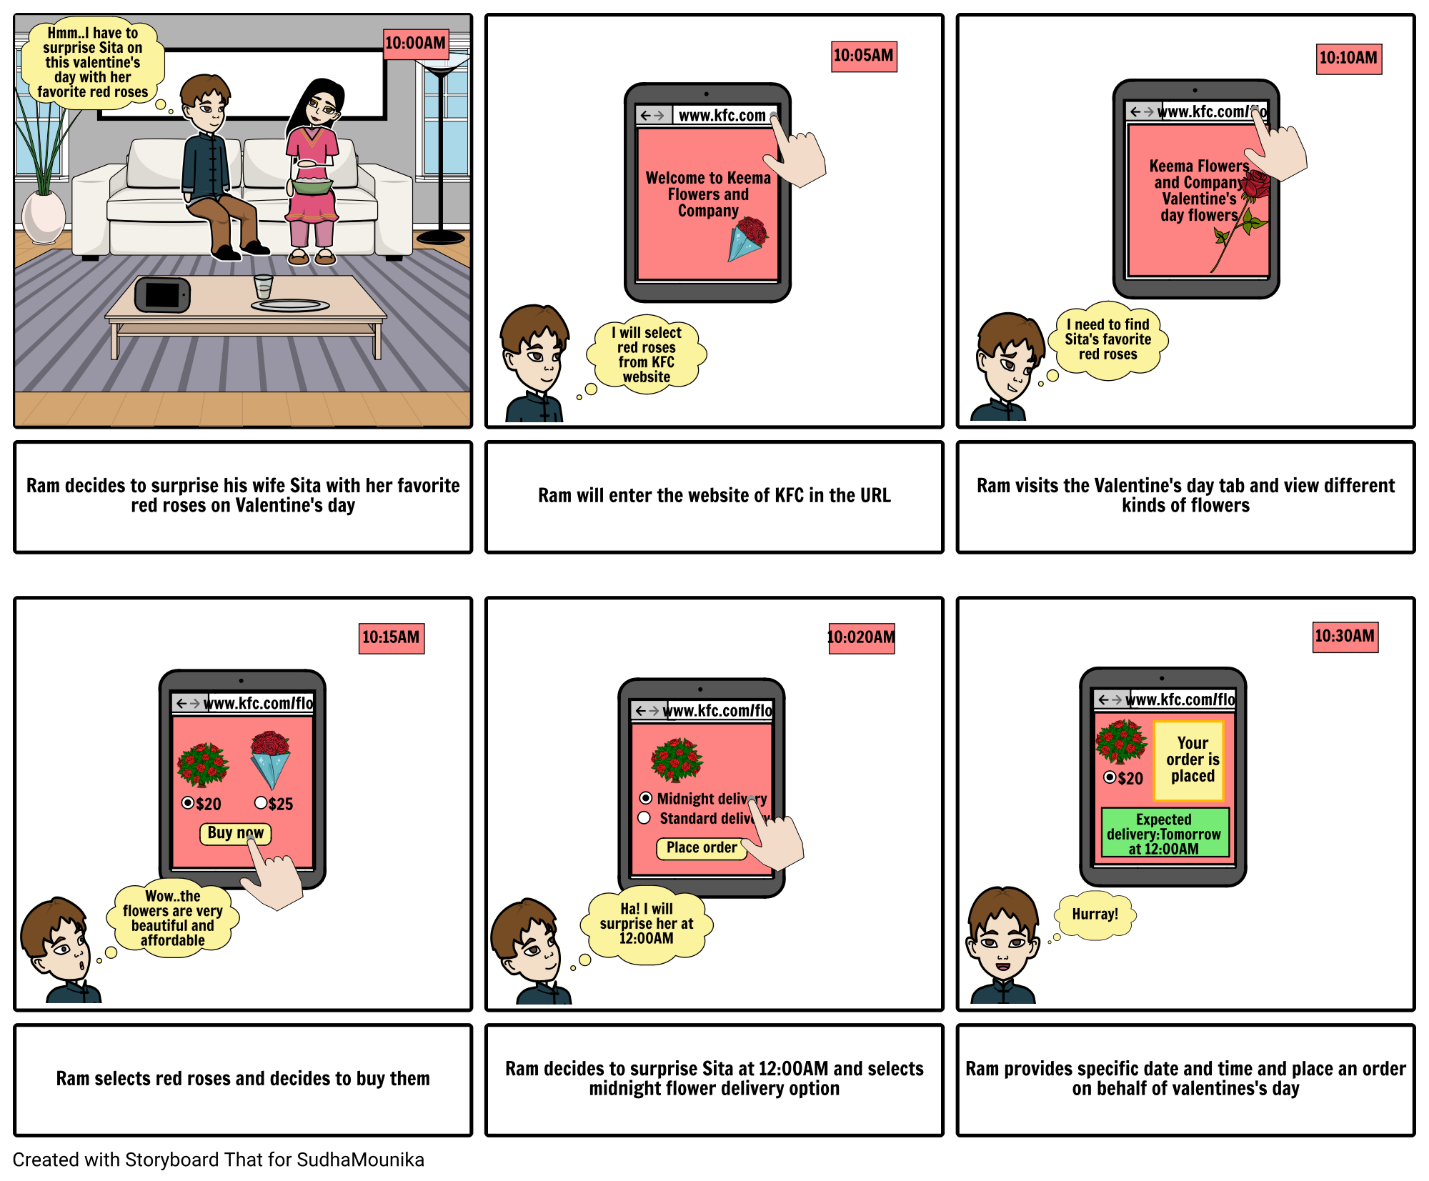 Hmm..I have to
surprise Sita on
this valentine's
day with her
favorite red roses
10:00AM
10:05AM
www.kfc.com
Welcome to Keema
Flowers and
Company
I will select
red roses
from KFC
website
10:10AM
www.kfc.com/flo
Keema Flowers
and Company
Valentine's
day flowers
I need to find
Sita's favorite
red roses
Ram decides to surprise his wife Sita with her favorite
red roses on Valentine's day
Ram will enter the website of KFC in the URL
Ram visits the Valentine's day tab and view different
kinds of flowers
10:15AM
www.kfc.com/flo
$20
$25
Buy now
Wow..the
flowers are very
beautiful and
affordable
10:020AM
www.kfc.com/flo
Midnight delivery
Standard delivery
Place order
Ha! I will
surprise her at
12:00AM
10:30AM
www.kfc.com/flo
$20
Your
order is
placed
Expected
delivery:Tomorrow
at 12:00AM
Hurray!
Ram selects red roses and decides to buy them
Ram decides to surprise Sita at 12:00AM and selects
midnight flower delivery option
Ram provides specific date and time and place an order
on behalf of valentines's day
Created with Storyboard That for SudhaMounika